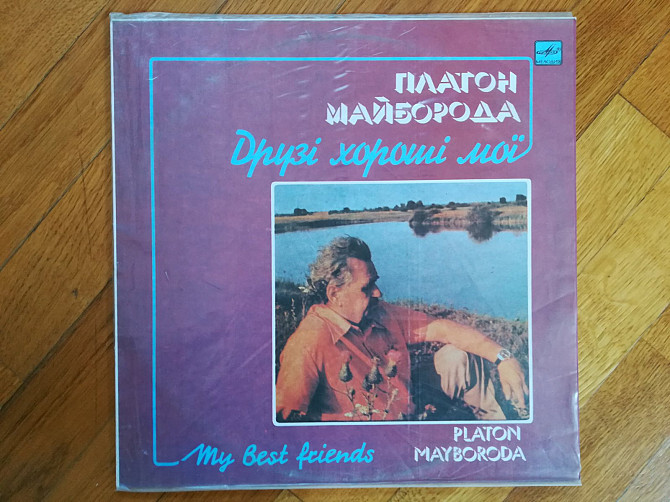 ПЛАТОН
МАЙБОРОДА
Друзі хороші мої
PLATON
MAYBORODA
My Best friends